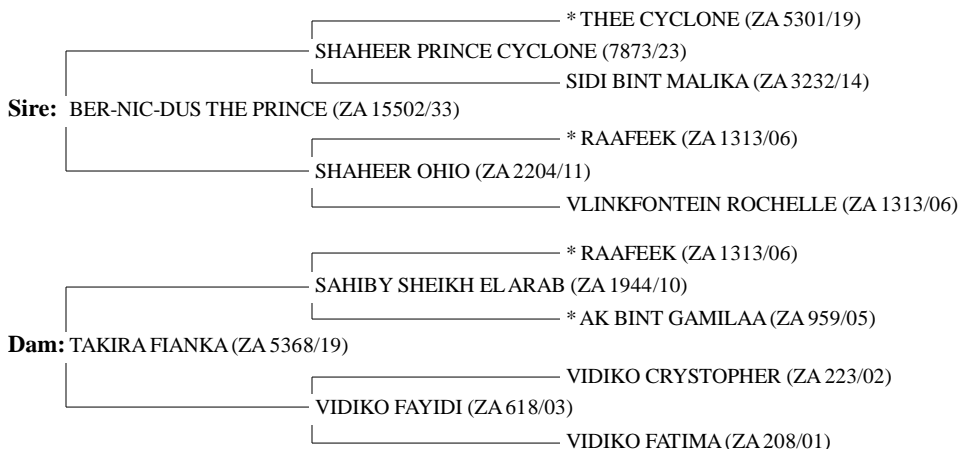 * THEE CYCLONE (ZA 5301/19)
SHAHEER PRINCE CYCLONE (7873/23)
SIDI BINT MALIKA (ZA 3232/14)
Sire: BER-NIC-DUS THE PRINCE (ZA 15502/33)
* RAAFEEK (ZA 1313/06)
SHAHEER OHIO (ZA 2204/11)
VLINKFONTEIN ROCHELLE (ZA 1313/06)
* RAAFEEK (ZA 1313/06)
SAHIBY SHEIKH EL ARAB (ZA 1944/10)
* AK BINT GAMILAA (ZA 959/05)
Dam: TAKIRA FIANKA (ZA 5368/19)
VIDIKO CRYSTOPHER (ZA 223/02)
VIDIKO FAYIDI (ZA 618/03)
VIDIKO FATIMA (ZA 208/01)